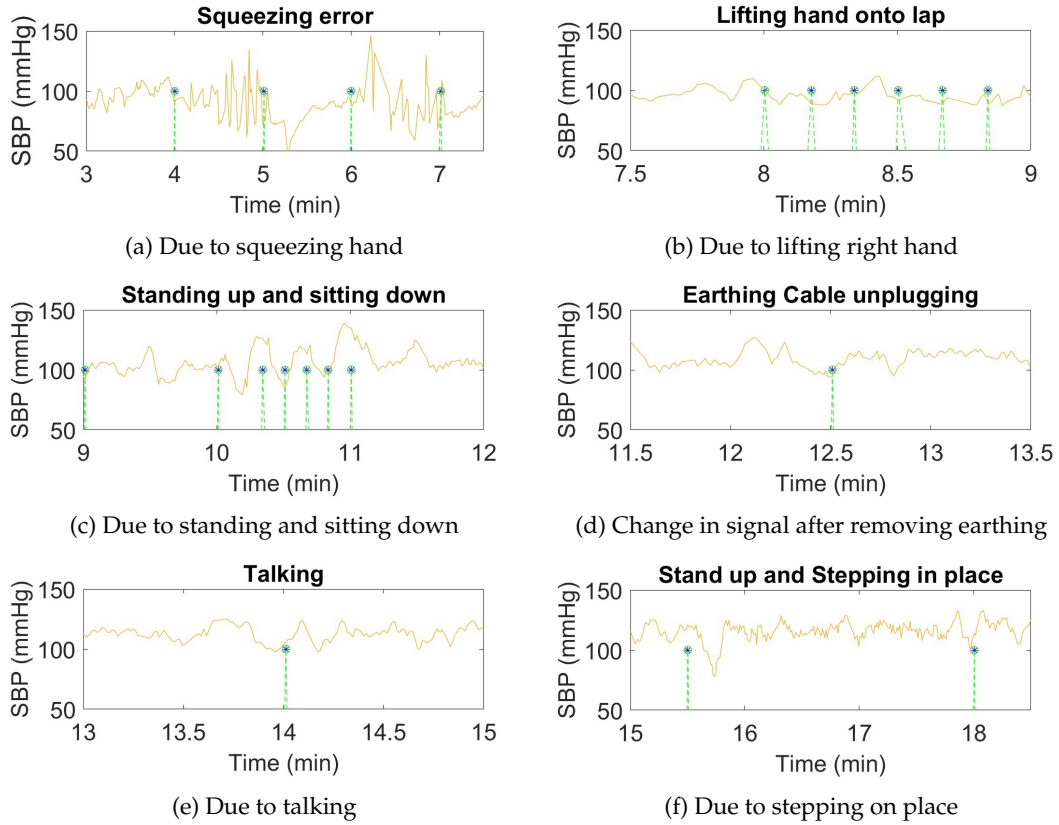 Squeezing error
SBP (mmHg)
150
100
50
3 4 5 6 7
Time (min)
(a) Due to squeezing hand
Lifting hand onto lap
SBP (mmHg)
150
100
50
7.5 8 8.5 9
Time (min)
(b) Due to lifting right hand
Standing up and sitting down
SBP (mmHg)
150
100
50
9 10 11 12
Time (min)
(c) Due to standing and sitting down
Earthing Cable unplugging
SBP (mmHg)
150
100
50
11.5 12 12.5 13 13.5
Time (min)
(d) Change in signal after removing earthing
Talking
SBP (mmHg)
150
100
50
13 13.5 14 14.5 15
Time (min)
(e) Due to talking
Stand up and Stepping in place
SBP (mmHg)
150
100
50
15 16 17 18
Time (min)
(f) Due to stepping on place